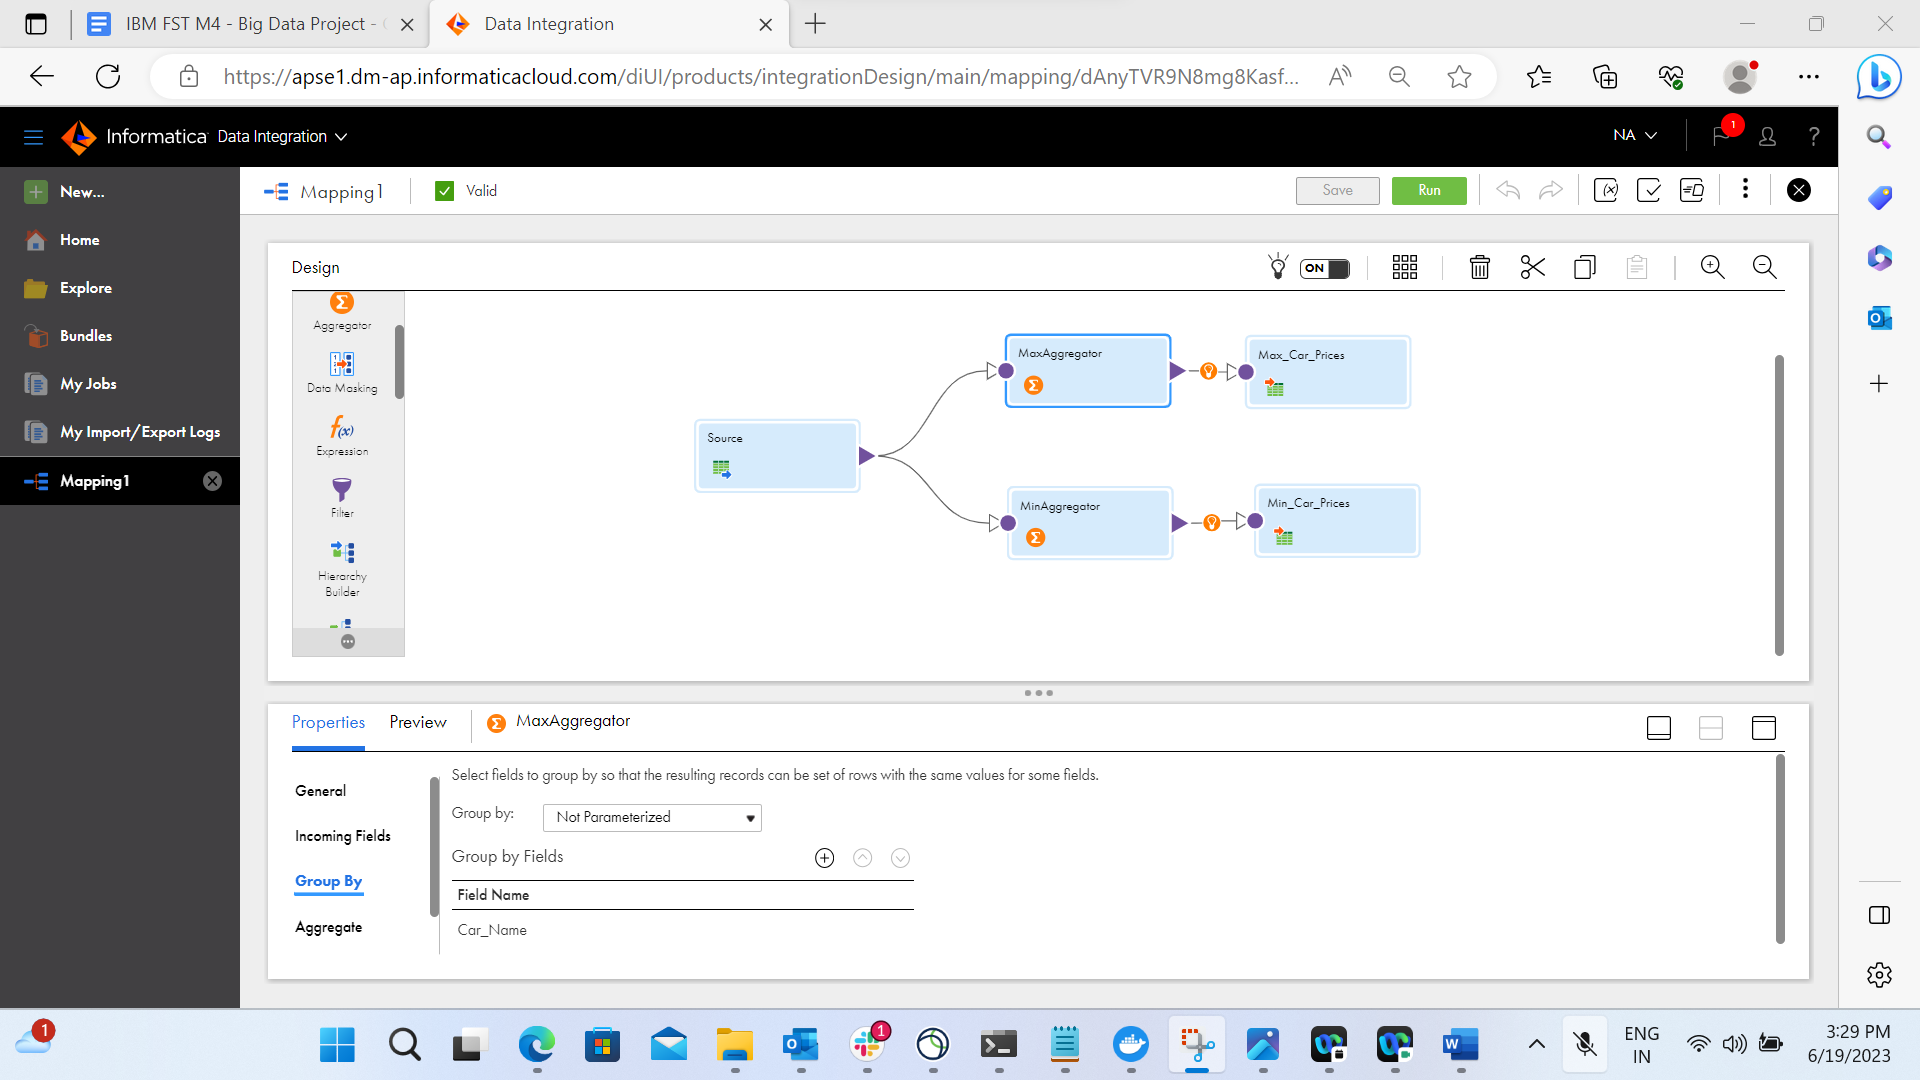 IBM FST M4 - Big Data Project -
Data Integration
https://apse1.dm-ap.informaticacloud.com/diUI/products/integrationDesign/main/mapping/dAnyTVR9N8mg8Kasf...
Informatica Data Integration
NA
1
?
New...
Home
Explore
Bundles
My Jobs
My Import/Export Logs
Mapping1
Mapping1
Valid
Save
Run
Design
ON
Aggregator
Data Masking
Expression
Filter
Hierarchy
Builder
Source
MaxAggregator
Max_Car_Prices
MinAggregator
Min_Car_Prices
Properties
Preview
MaxAggregator
General
Incoming Fields
Group By
Aggregate
Select fields to group by so that the resulting records can be set of rows with the same values for some fields.
Group by:
Not Parameterized
Group by Fields
Field Name
Car_Name
1
1
ENG
IN
3:29 PM
6/19/2023